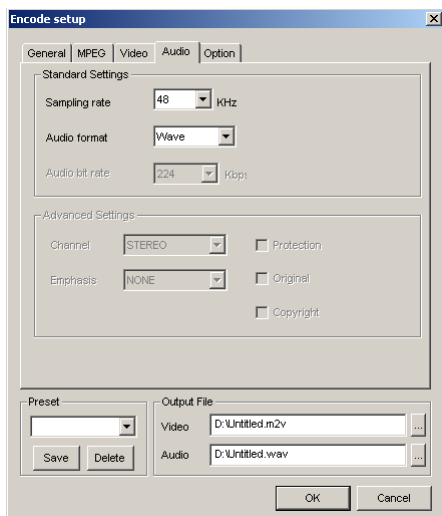 Encode setup
General MPEG Video Audio Option
Standard Settings
Sampling rate 48 KHz
Audio format Wave
Audio bit rate 224 Kbps
Advanced Settings
Channel STEREO Protection
Emphasis NONE Original
Copyright
Preset
Save Delete
Output File
Video D:\Untitled.m2v ...
Audio D:\Untitled.wav ...
OK Cancel